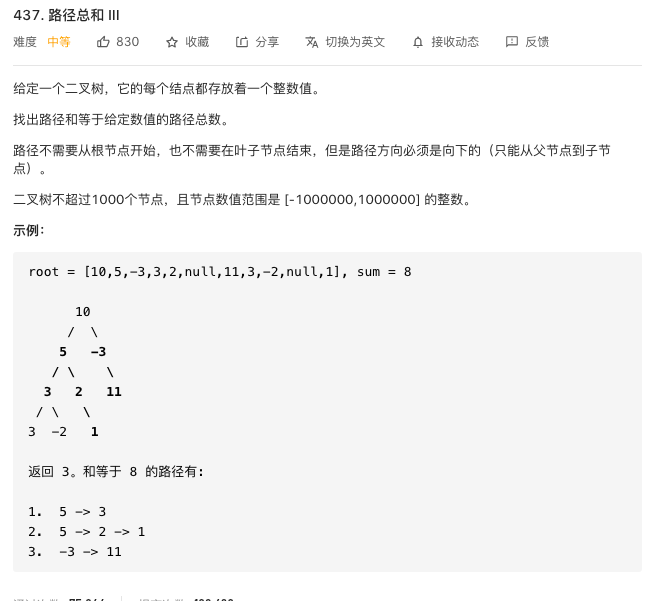 437. 路径总和 III
难度 中等 830 收藏 分享 切换为英文 接收动态 反馈
给定一个二叉树，它的每个结点都存放着一个整数值。
找出路径和等于给定数值的路径总数。
路径不需要从根节点开始，也不需要在叶子节点结束，但是路径方向必须是向下的（只能从父节点到子节
点）。
二叉树不超过1000个节点，且节点数值范围是 [-1000000,1000000] 的整数。
示例：
root = [10,5,-3,3,2,null,11,3,-2,null,1], sum = 8
10
/ \
5 -3
/ \ \
3 2 11
/ \ \
3 -2 1
返回 3。和等于 8 的路径有:
1. 5 -> 3
2. 5 -> 2 -> 1
3. -3 -> 11